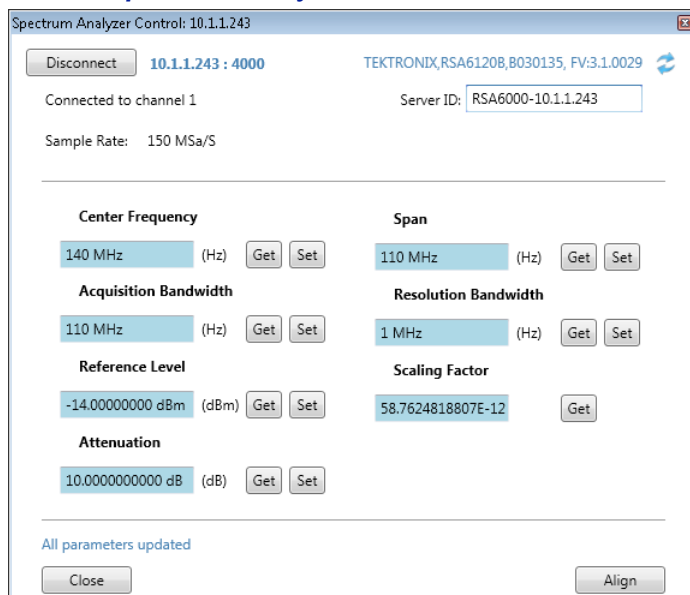 Spectrum Analyzer Control: 10.1.1.243
Disconnect 10.1.1.243 : 4000 TEKTRONIX,RSA6120B,B030135, FV:3.1.0029
Connected to channel 1 Server ID: RSA6000-10.1.1.243
Sample Rate: 150 MSa/S
Center Frequency Span
140 MHz (Hz) Get Set 110 MHz (Hz) Get Set
Acquisition Bandwidth Resolution Bandwidth
110 MHz (Hz) Get Set 1 MHz (Hz) Get Set
Reference Level Scaling Factor
-14.00000000 dBm (dBm) Get Set 58.7624818807E-12 Get
Attenuation
10.0000000000 dB (dB) Get Set
All parameters updated
Close Align